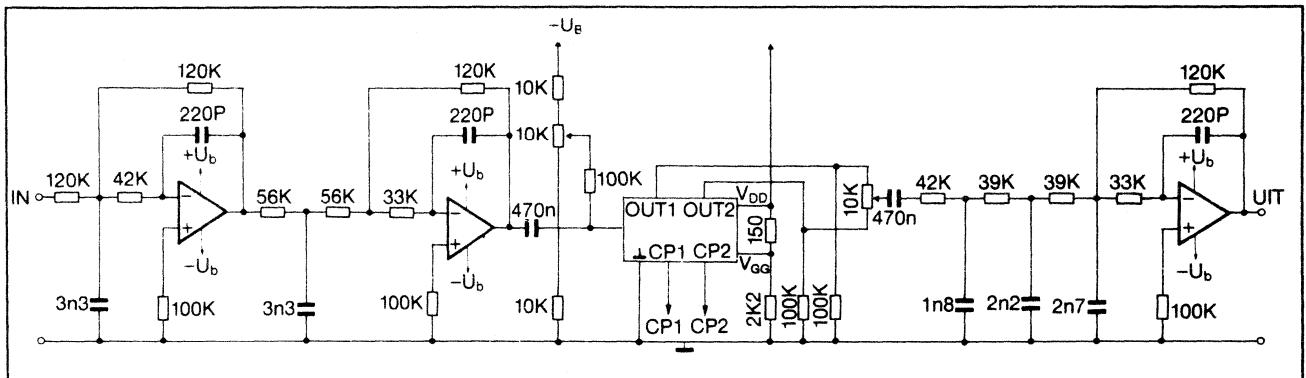 -U_B
120K
120K
120K
10K
220P
220P
220P
10K
+U_b
+U_b
+U_b
IN
120K
42K
56K
56K
33K
100K
470n
OUT1 OUT2
V_DD
10K
470n
42K
39K
39K
33K
UIT
150
CP1 CP2
V_GG
-U_b
-U_b
-U_b
3n3
100K
3n3
100K
10K
CP1 CP2
2K2
100K
100K
1n8
2n2
2n7
100K